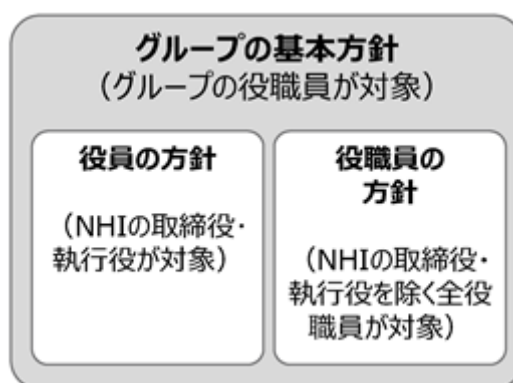 グループの基本方針
（グループの役職員が対象）
役員の方針
（NHIの取締役・
執行役が対象）
役職員の
方針
（NHIの取締役・
執行役を除く全役
職員が対象）